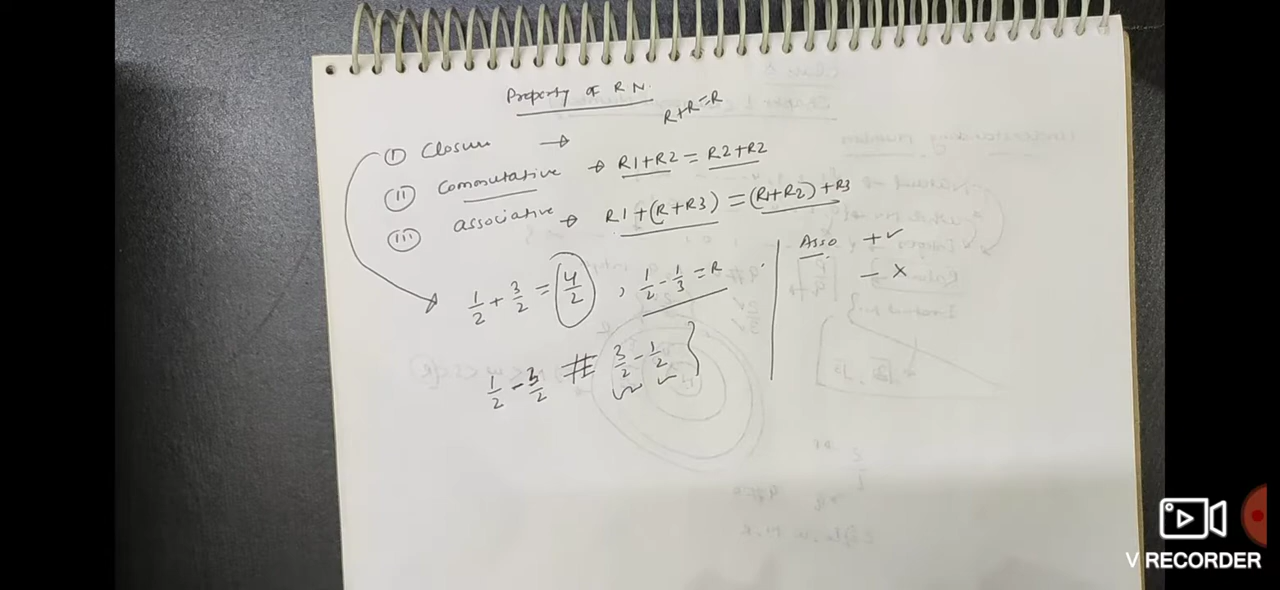 Property of R N.
R+R=R
(I) Closure →
(II) Commutative → R1+R2 = R2+R2
(III) associative → R1+(R+R3) = (R1+R2)+R3
1/2 + 3/2 = 4/2 , 1/2 - 1/3 = R
Asso +✓
- ×
1/2 - 3/2 # 3/2 - 1/2 }
V RECORDER